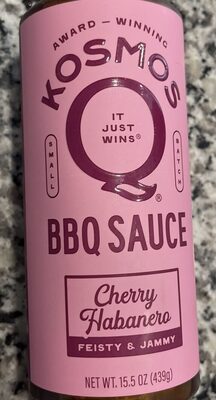 AWARD – WINNING
KOSMOS
Q®
IT
JUST
WINS®
SMALL
BATCH
BBQ SAUCE
Cherry
Habanero
FEISTY & JAMMY
NET WT. 15.5 OZ (439g)